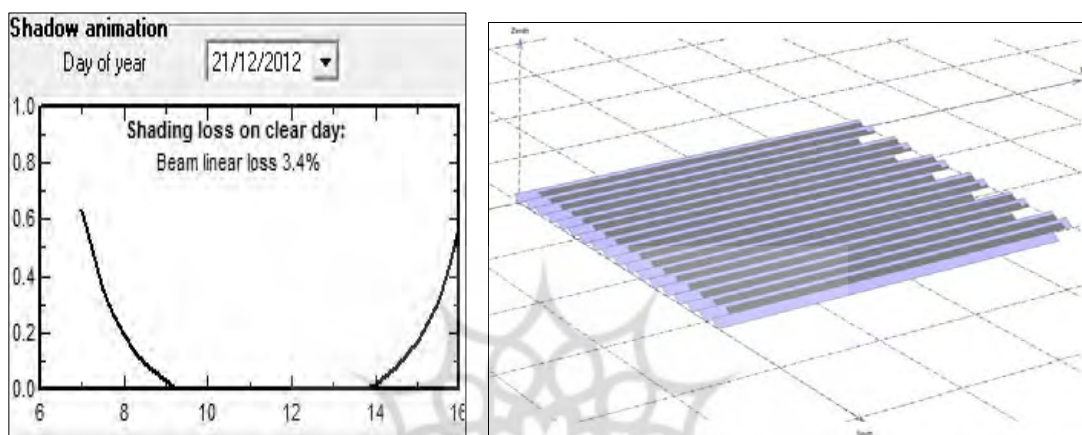 Shadow animation
Day of year 21/12/2012
Shading loss on clear day:
Beam linear loss 3.4%
1.0
0.8
0.6
0.4
0.2
0.0
6 8 10 12 14 16
Zenith
South